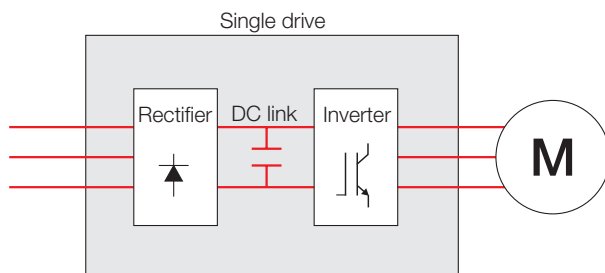 Single drive
Rectifier
DC link
Inverter
M